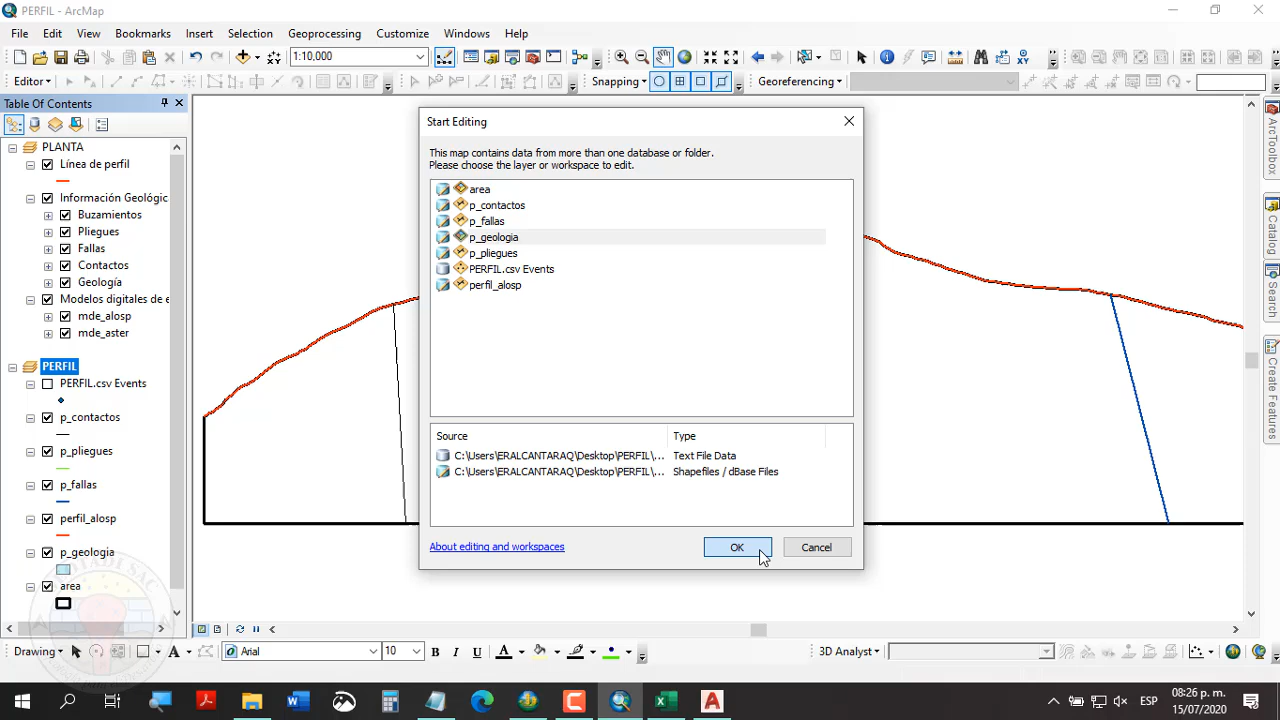 PERFIL - ArcMap
File Edit View Bookmarks Insert Selection Geoprocessing Customize Windows Help
1:10,000
Editor Snapping Georeferencing
Table Of Contents
PLANTA
Línea de perfil
Información Geológic
Buzamientos
Pliegues
Fallas
Contactos
Geología
Modelos digitales de e
mde_alosp
mde_aster
PERFIL
PERFIL.csv Events
p_contactos
p_pliegues
p_fallas
perfil_alosp
p_geologia
area
Start Editing
This map contains data from more than one database or folder.
Please choose the layer or workspace to edit.
area
p_contactos
p_fallas
p_geologia
p_pliegues
PERFIL.csv Events
perfil_alosp
Source Type
C:\Users\ERALCANTARAQ\Desktop\PERFIL\... Text File Data
C:\Users\ERALCANTARAQ\Desktop\PERFIL\... Shapefiles / dBase Files
About editing and workspaces OK Cancel
ArcToolbox
Catalog
Search
Create Features
Drawing A Arial 10 B I U A 3D Analyst
ESP
08:26 p. m.
15/07/2020